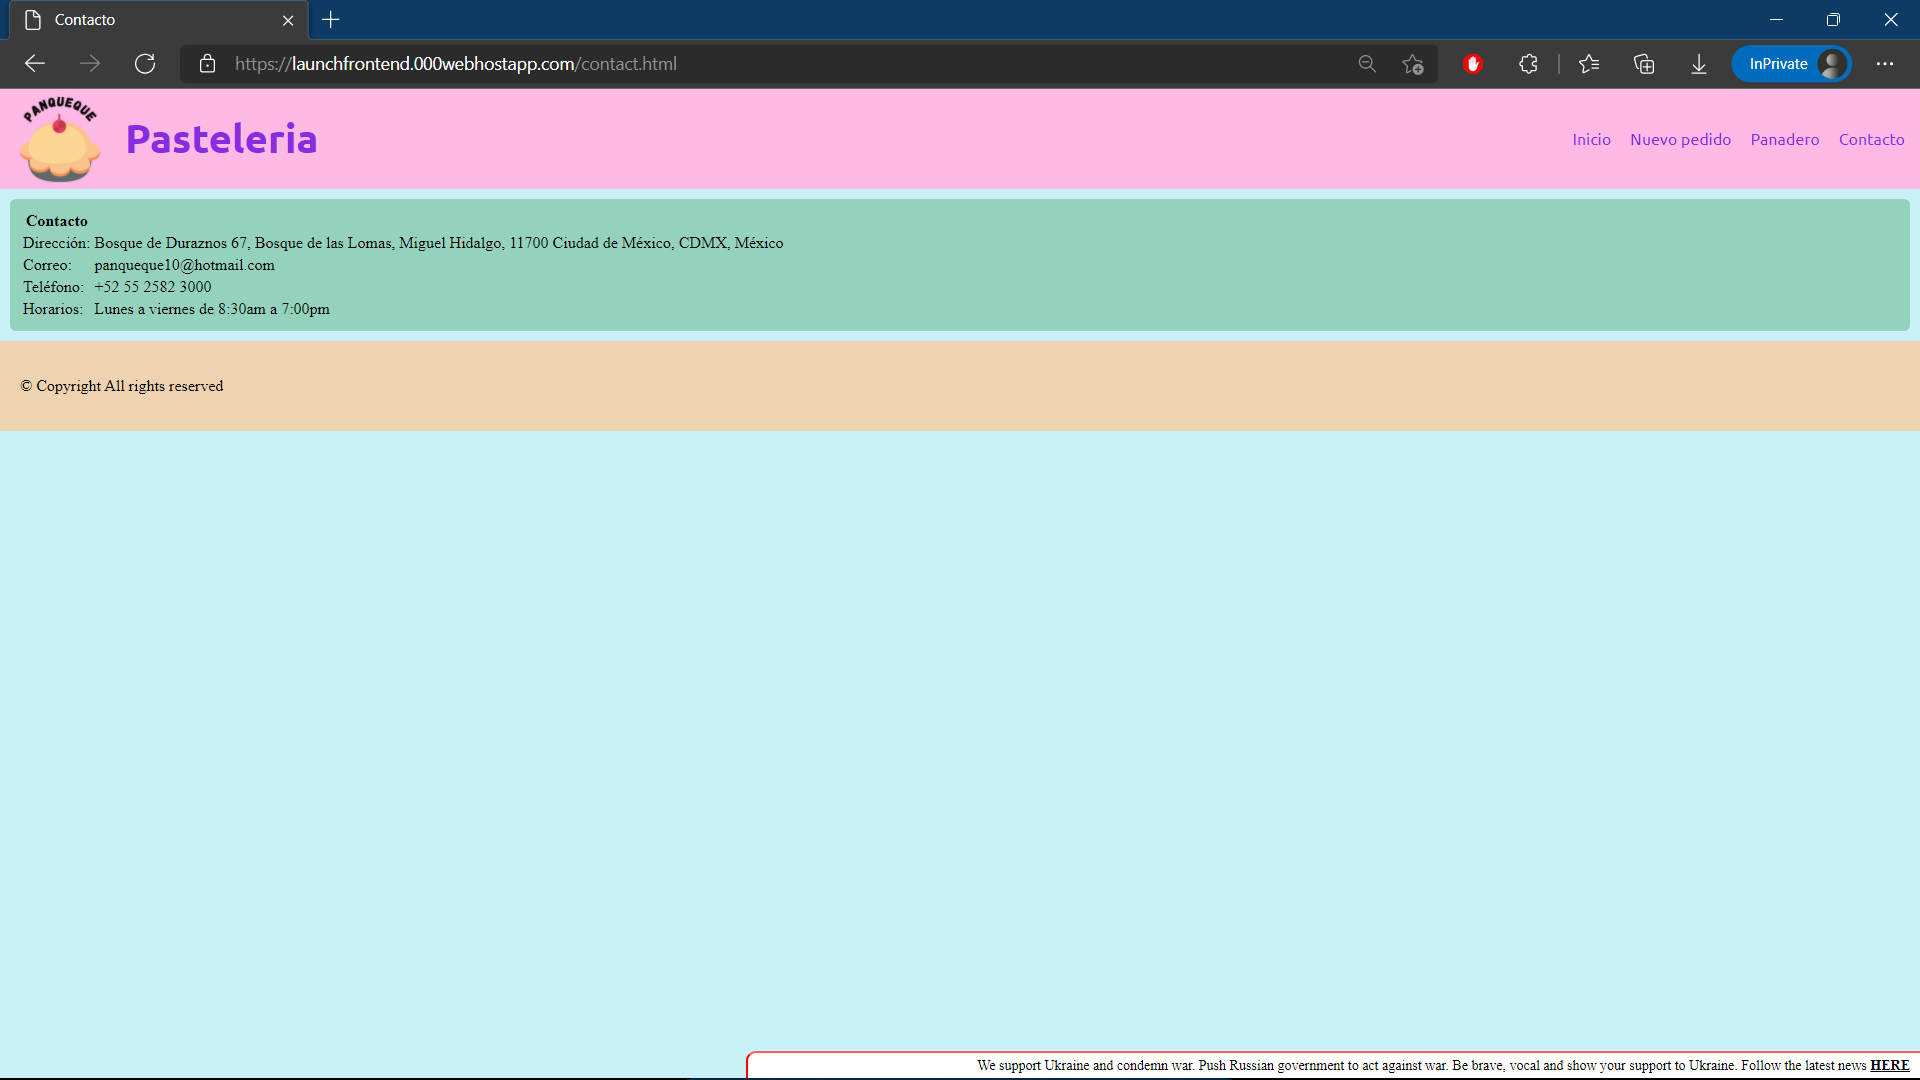 Contacto
https://launchfrontend.000webhostapp.com/contact.html
InPrivate
PANQUEQUE
Pasteleria
Inicio Nuevo pedido Panadero Contacto
Contacto
Dirección: Bosque de Duraznos 67, Bosque de las Lomas, Miguel Hidalgo, 11700 Ciudad de México, CDMX, México
Correo: panqueque10@hotmail.com
Teléfono: +52 55 2582 3000
Horarios: Lunes a viernes de 8:30am a 7:00pm
© Copyright All rights reserved
We support Ukraine and condemn war. Push Russian government to act against war. Be brave, vocal and show your support to Ukraine. Follow the latest news HERE